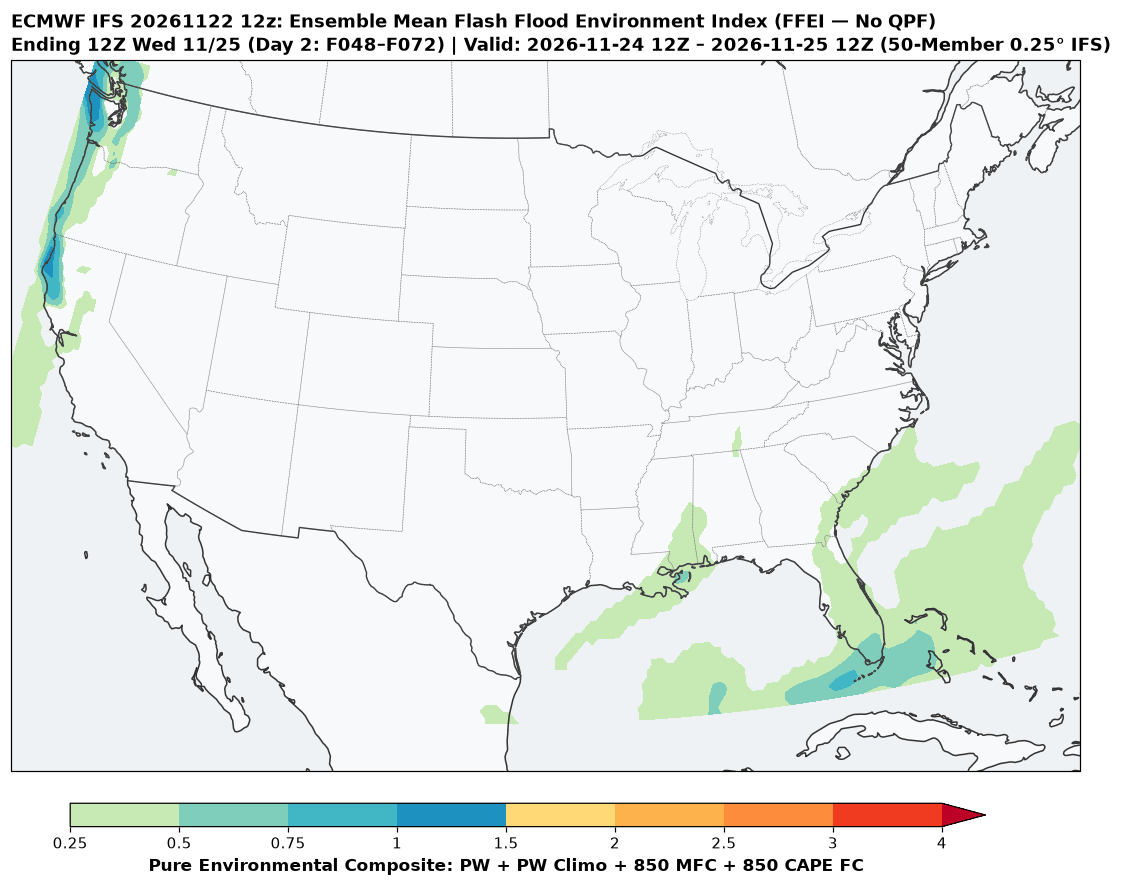 ECMWF IFS 20261122 12z: Ensemble Mean Flash Flood Environment Index (FFEI — No QPF)
Ending 12Z Wed 11/25 (Day 2: F048–F072) | Valid: 2026-11-24 12Z – 2026-11-25 12Z (50-Member 0.25° IFS)
0.25 0.5 0.75 1 1.5 2 2.5 3 4
Pure Environmental Composite: PW + PW Climo + 850 MFC + 850 CAPE FC